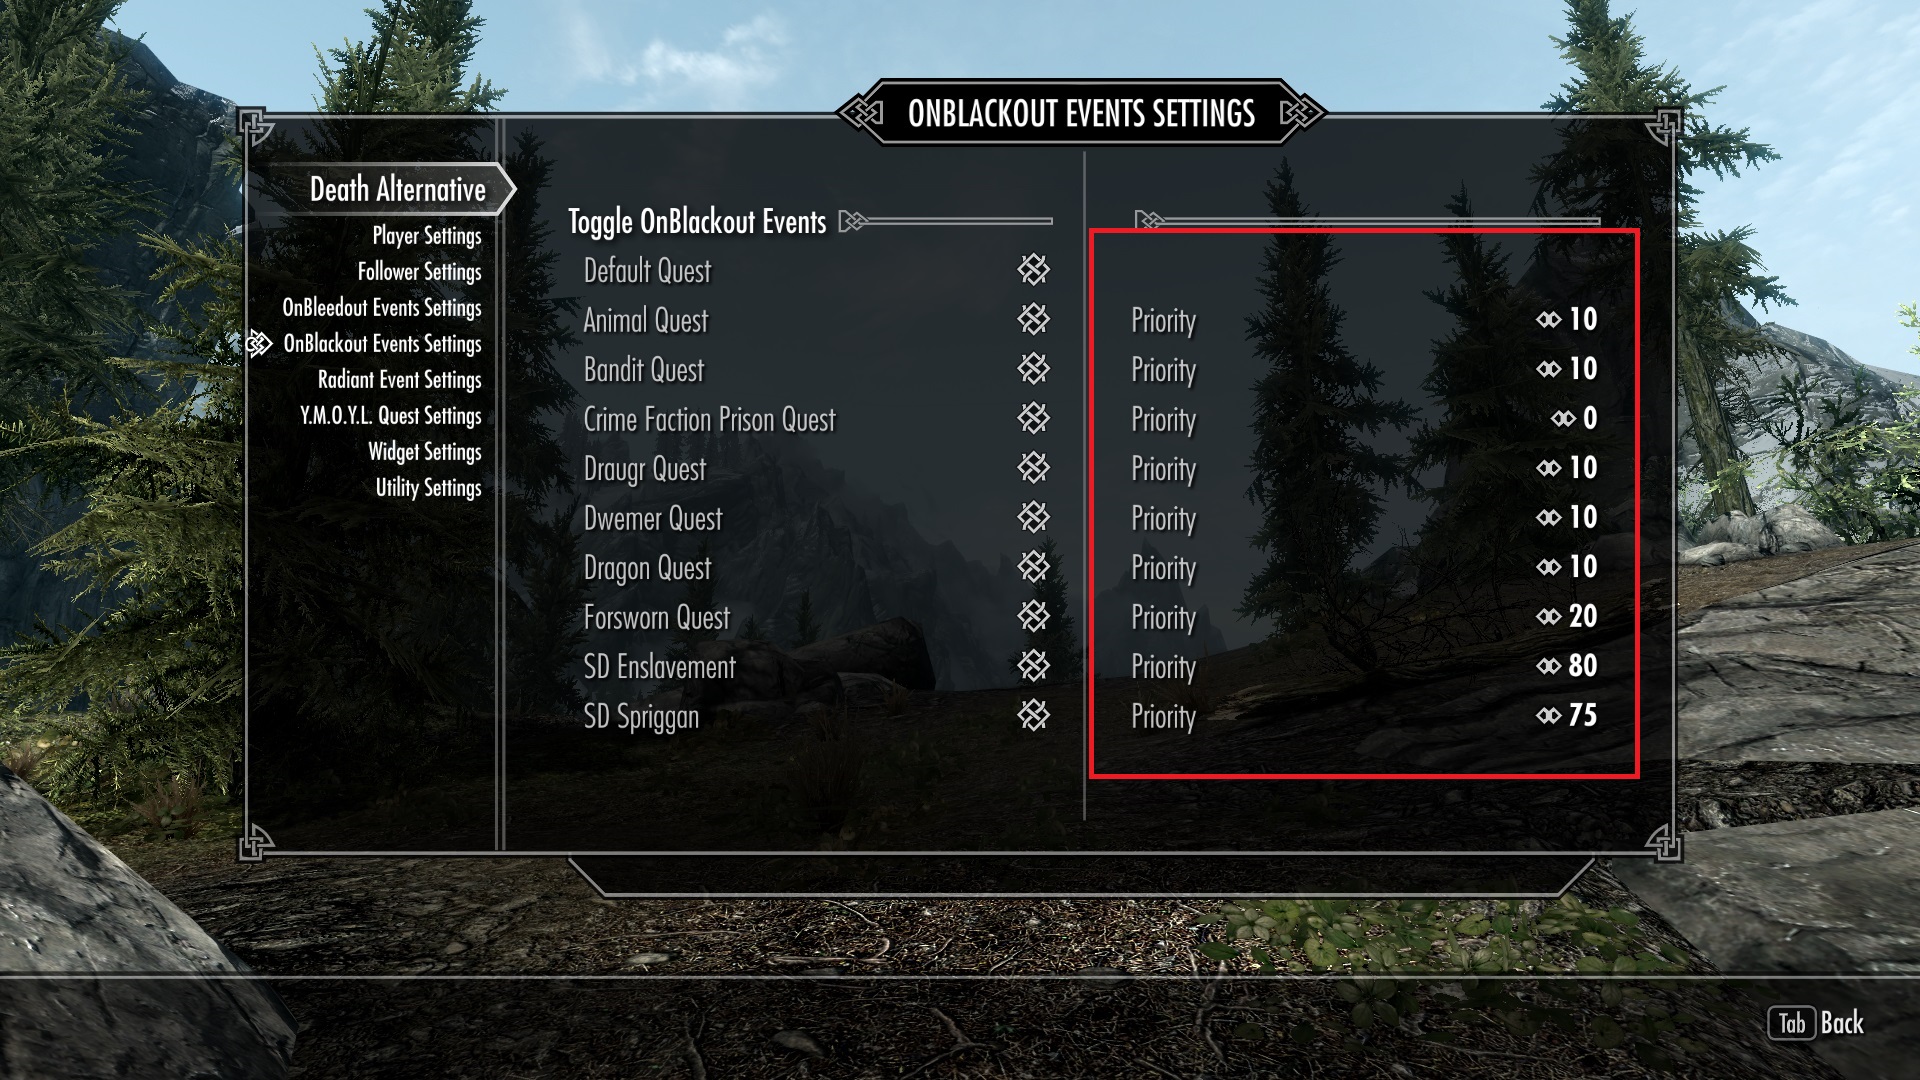 ONBLACKOUT EVENTS SETTINGS
Death Alternative
Player Settings
Follower Settings
OnBleedout Events Settings
OnBlackout Events Settings
Radiant Event Settings
Y.M.O.Y.L. Quest Settings
Widget Settings
Utility Settings
Toggle OnBlackout Events
Default Quest
Animal Quest Priority 10
Bandit Quest Priority 10
Crime Faction Prison Quest Priority 0
Draugr Quest Priority 10
Dwemer Quest Priority 10
Dragon Quest Priority 10
Forsworn Quest Priority 20
SD Enslavement Priority 80
SD Spriggan Priority 75
Tab Back